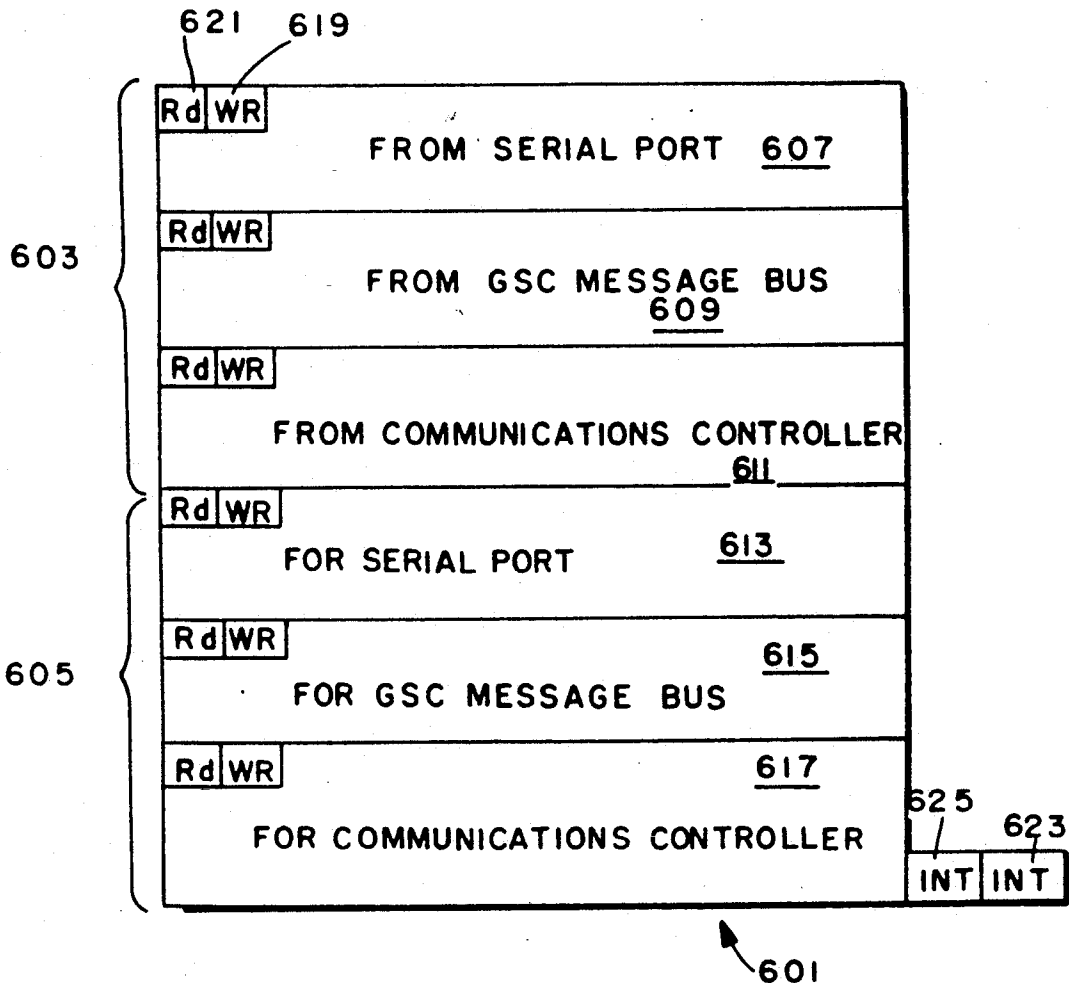 621 619
Rd WR
FROM SERIAL PORT 607
Rd WR
603
FROM GSC MESSAGE BUS
609
Rd WR
FROM COMMUNICATIONS CONTROLLER
611
Rd WR
FOR SERIAL PORT 613
Rd WR
605
615
FOR GSC MESSAGE BUS
Rd WR
617
625 623
FOR COMMUNICATIONS CONTROLLER
INT INT
601